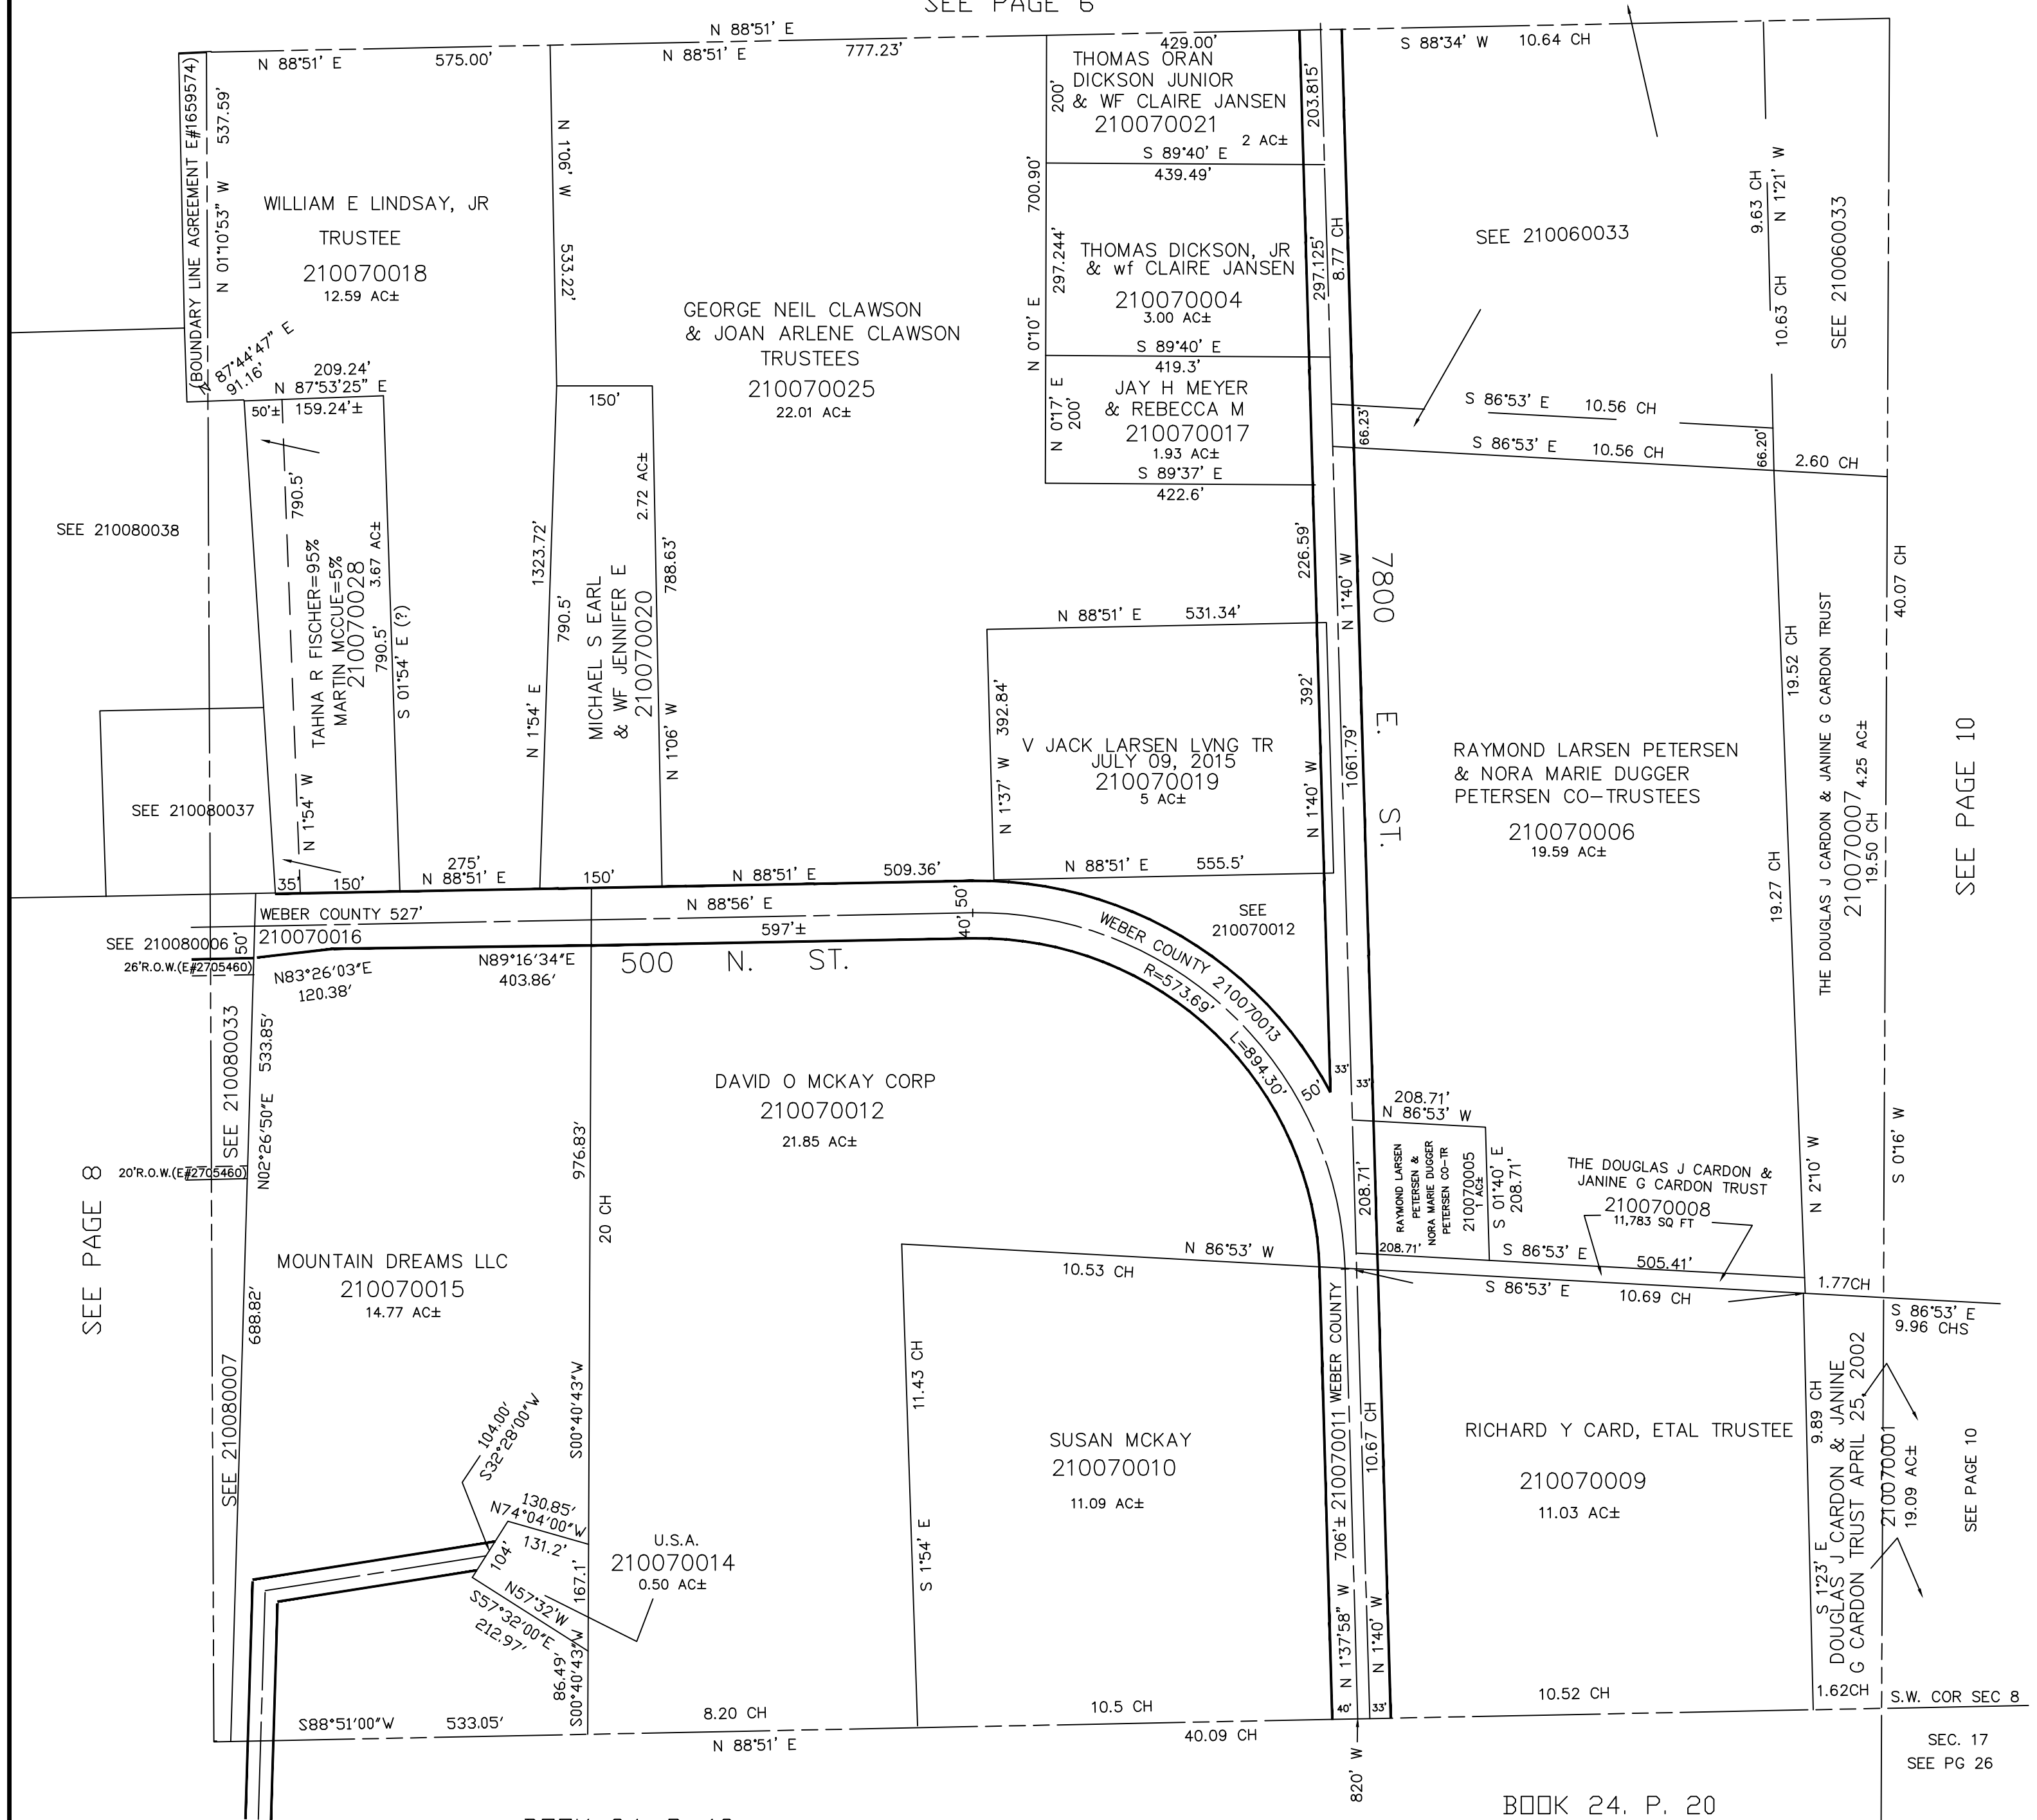 SEE PAGE 6
N 88°51' E
N 88°51' E 575.00'
N 88°51' E 777.23'
429.00'
S 88°34' W 10.64 CH
(BOUNDARY LINE AGREEMENT E#1659574)
N 01°10'53" W 537.59'
WILLIAM E LINDSAY, JR
TRUSTEE
210070018
12.59 AC±
N 1°06' W 533.22'
N 87°44'47" E
91.16'
209.24'
N 87°53'25" E
50'± 159.24'±
GEORGE NEIL CLAWSON
& JOAN ARLENE CLAWSON
TRUSTEES
210070025
22.01 AC±
THOMAS ORAN
DICKSON JUNIOR
& WF CLAIRE JANSEN
210070021
2 AC±
200'
203.815'
S 89°40' E
439.49'
N 0°10' E 700.90'
297.244'
THOMAS DICKSON, JR
& wf CLAIRE JANSEN
210070004
3.00 AC±
297.125'
8.77 CH
S 89°40' E
419.3'
JAY H MEYER
& REBECCA M
210070017
1.93 AC±
N 0°17' E
200'
S 89°37' E
422.6'
66.23'
SEE 210060033
9.63 CH
N 1°21' W
10.63 CH
SEE 210060033
S 86°53' E 10.56 CH
S 86°53' E 10.56 CH
66.20'
2.60 CH
SEE 210080038
SEE 210080037
790.5'
N 1°54' W
TAHNA R FISCHER=95%
MARTIN MCCUE=5%
210070028
3.67 AC±
790.5'
S 01°54' E (?)
1323.72'
N 1°54' E
790.5'
150'
MICHAEL S EARL
& WF JENNIFER E
210070020
2.72 AC±
788.63'
N 1°06' W
226.59'
N 1°40' W
7800 E. ST.
N 88°51' E 531.34'
N 1°37' W 392.84'
V JACK LARSEN LVNG TR
JULY 09, 2015
210070019
5 AC±
392'
N 1°40' W
1061.79'
N 88°51' E 555.5'
RAYMOND LARSEN PETERSEN
& NORA MARIE DUGGER
PETERSEN CO-TRUSTEES
210070006
19.59 AC±
19.52 CH
19.27 CH
THE DOUGLAS J CARDON & JANINE G CARDON TRUST
210070007
4.25 AC±
19.50 CH
40.07 CH
SEE PAGE 10
35' 150'
275'
N 88°51' E
150'
N 88°51' E 509.36'
WEBER COUNTY 527'
210070016
N 88°56' E
597'±
40' 50'
SEE 210080006
50'
26'R.O.W.(E#2705460)
N83°26'03"E
120.38'
N89°16'34"E
403.86'
500 N. ST.
WEBER COUNTY 210070013
R=573.69'
L=894.30'
50'
SEE
210070012
33'
33'
SEE 210080033
N02°26'50"E 533.85'
20'R.O.W.(E#2705460)
SEE PAGE 8
DAVID O MCKAY CORP
210070012
21.85 AC±
976.83'
20 CH
208.71'
N 86°53' W
208.71'
RAYMOND LARSEN
PETERSEN &
NORA MARIE DUGGER
PETERSEN CO-TR
210070005
1 AC±
S 01°40' E
208.71'
208.71'
S 86°53' E 505.41'
THE DOUGLAS J CARDON &
JANINE G CARDON TRUST
210070008
11,783 SQ FT
N 2°10' W
S 0°16' W
MOUNTAIN DREAMS LLC
210070015
14.77 AC±
688.82'
SEE 210080007
N 86°53' W
10.53 CH
S 86°53' E 10.69 CH
1.77CH
S 86°53' E
9.96 CHS
11.43 CH
S 1°54' E
SUSAN MCKAY
210070010
11.09 AC±
706'± 210070011 WEBER COUNTY
N 1°37'58" W
10.67 CH
N 1°40' W
RICHARD Y CARD, ETAL TRUSTEE
210070009
11.03 AC±
9.89 CH
S 1°23' E
DOUGLAS J CARDON & JANINE
G CARDON TRUST APRIL 25, 2002
210070001
19.09 AC±
SEE PAGE 10
S00°40'43"W
104.00'
S32°28'00"W
130.85'
N74°04'00"W
131.2'
104'
167.1'
N57°32'W
S57°32'00"E
212.97'
U.S.A.
210070014
0.50 AC±
86.49'
S00°40'43"W
S88°51'00"W 533.05'
8.20 CH
N 88°51' E
10.5 CH
40.09 CH
40' 33'
10.52 CH
1.62CH
S.W. COR SEC 8
820' W
SEC. 17
SEE PG 26
BOOK 24, P. 20